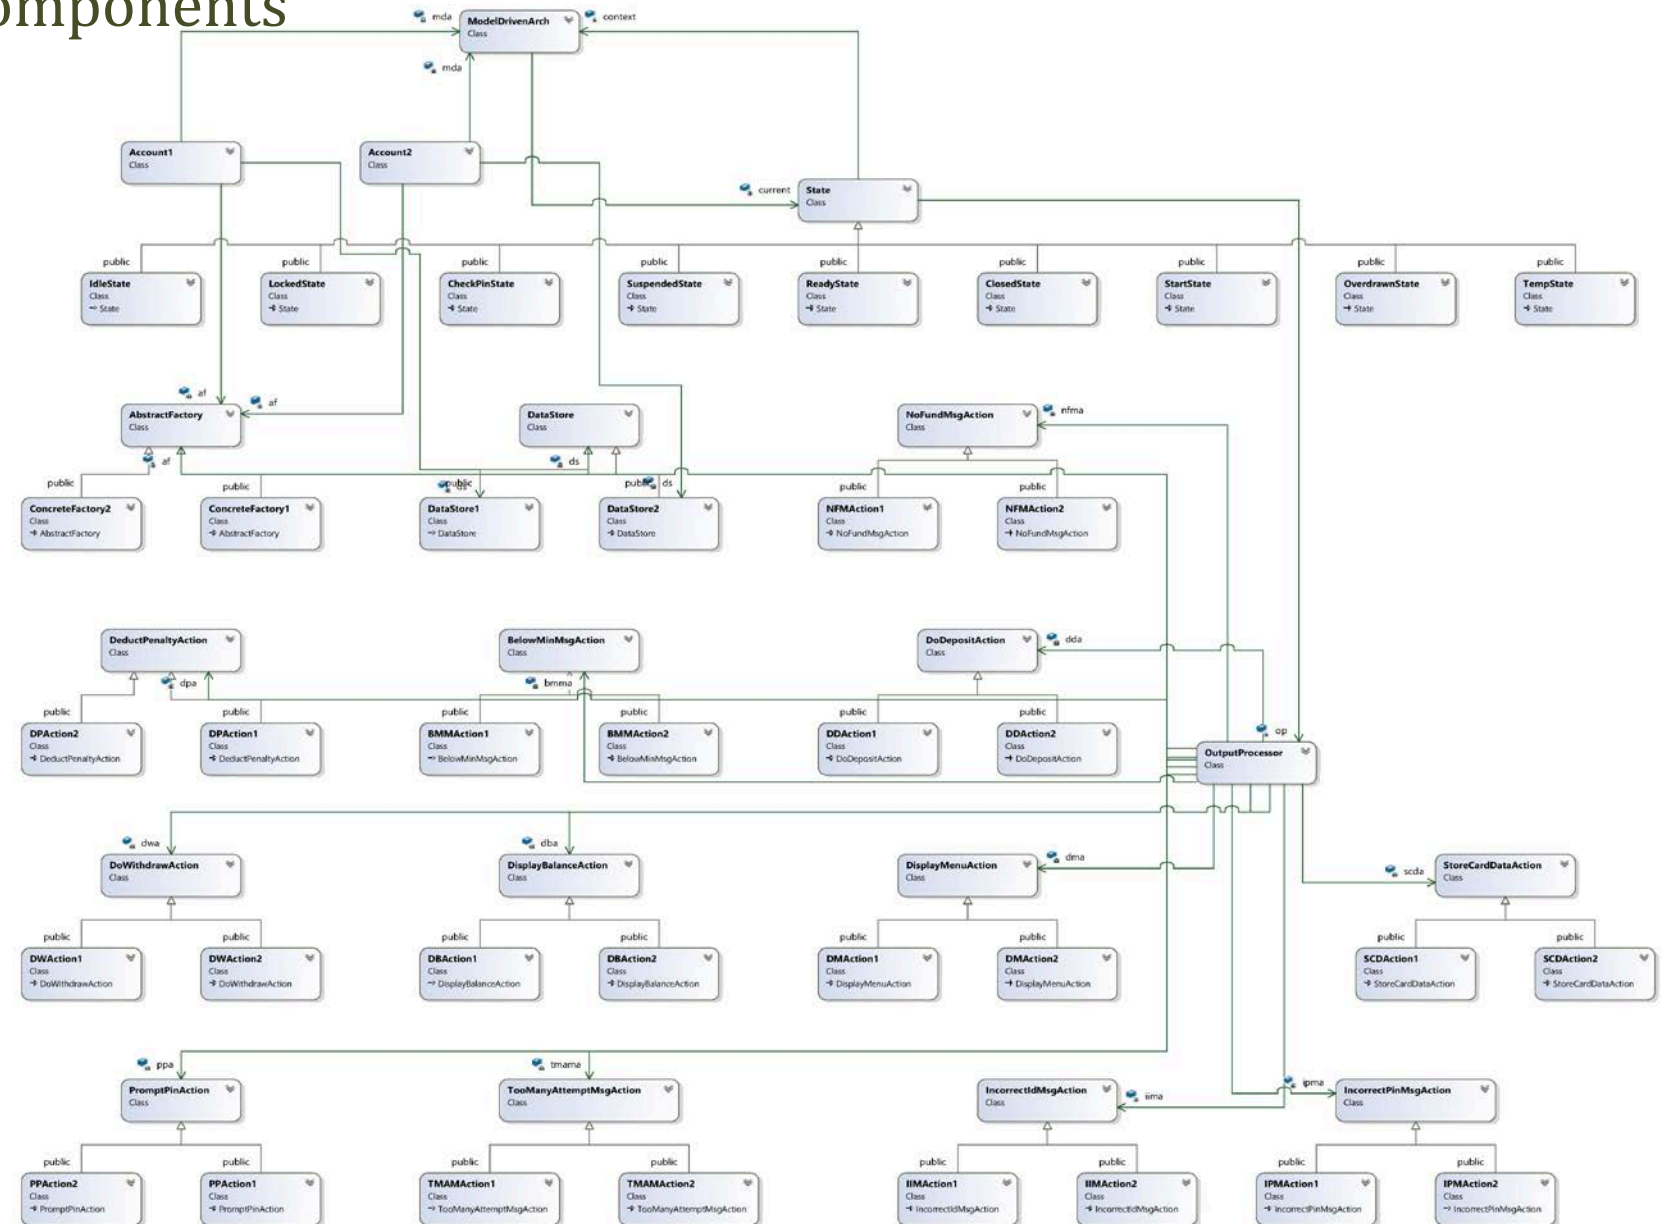 omponents
mda
ModelDrivenArch
Class
context
mda
Account1
Class
Account2
Class
current
State
Class
public
public
public
public
public
public
public
public
public
IdleState
Class
State
LockedState
Class
State
CheckPinState
Class
State
SuspendedState
Class
State
ReadyState
Class
State
ClosedState
Class
State
StartState
Class
State
OverdrawnState
Class
State
TempState
Class
State
af
af
AbstractFactory
Class
DataStore
Class
NoFundMsgAction
Class
nfma
af
ds
public
public
public
ds
public
ds
public
public
ConcreteFactory2
Class
AbstractFactory
ConcreteFactory1
Class
AbstractFactory
DataStore1
Class
DataStore
DataStore2
Class
DataStore
NFMAction1
Class
NoFundMsgAction
NFMAction2
Class
NoFundMsgAction
DeductPenaltyAction
Class
BelowMinMsgAction
Class
DoDepositAction
Class
dda
dpa
bmma
public
public
public
public
public
public
DPAction2
Class
DeductPenaltyAction
DPAction1
Class
DeductPenaltyAction
BMMAction1
Class
BelowMinMsgAction
BMMAction2
Class
BelowMinMsgAction
DDAction1
Class
DoDepositAction
DDAction2
Class
DoDepositAction
op
OutputProcessor
Class
dwa
dba
dma
scda
DoWithdrawAction
Class
DisplayBalanceAction
Class
DisplayMenuAction
Class
StoreCardDataAction
Class
public
public
public
public
public
public
public
public
DWAction1
Class
DoWithdrawAction
DWAction2
Class
DoWithdrawAction
DBAction1
Class
DisplayBalanceAction
DBAction2
Class
DisplayBalanceAction
DMAction1
Class
DisplayMenuAction
DMAction2
Class
DisplayMenuAction
SCDAction1
Class
StoreCardDataAction
SCDAction2
Class
StoreCardDataAction
ppa
tmama
iima
ipma
PromptPinAction
Class
TooManyAttemptMsgAction
Class
IncorrectIdMsgAction
Class
IncorrectPinMsgAction
Class
public
public
public
public
public
public
public
public
PPAction2
Class
PromptPinAction
PPAction1
Class
PromptPinAction
TMAMAction1
Class
TooManyAttemptMsgAction
TMAMAction2
Class
TooManyAttemptMsgAction
IIMAction1
Class
IncorrectIdMsgAction
IIMAction2
Class
IncorrectIdMsgAction
IPMAction1
Class
IncorrectPinMsgAction
IPMAction2
Class
IncorrectPinMsgAction